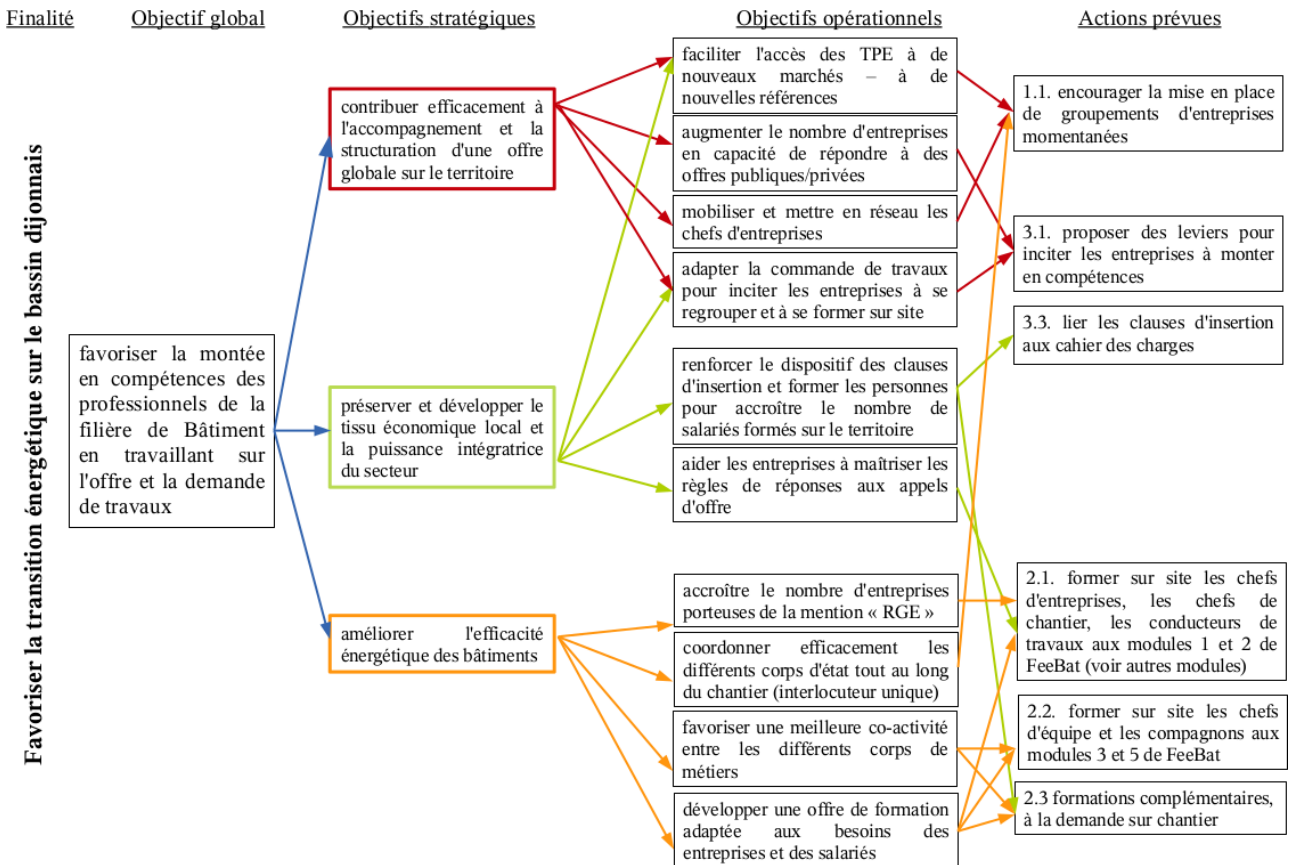 Finalité
Objectif global
Objectifs stratégiques
Objectifs opérationnels
Actions prévues
Favoriser la transition énergétique sur le bassin dijonnais
favoriser la montée
en compétences des
professionnels de la
filière de Bâtiment
en travaillant sur
l'offre et la demande
de travaux
contribuer efficacement à
l'accompagnement et la
structuration d'une offre
globale sur le territoire
préserver et développer le
tissu économique local et
la puissance intégratrice
du secteur
améliorer l'efficacité
énergétique des bâtiments
faciliter l'accès des TPE à de
nouveaux marchés – à de
nouvelles références
augmenter le nombre d'entreprises
en capacité de répondre à des
offres publiques/privées
mobiliser et mettre en réseau les
chefs d'entreprises
adapter la commande de travaux
pour inciter les entreprises à se
regrouper et à se former sur site
renforcer le dispositif des clauses
d'insertion et former les personnes
pour accroître le nombre de
salariés formés sur le territoire
aider les entreprises à maîtriser les
règles de réponses aux appels
d'offre
accroître le nombre d'entreprises
porteuses de la mention « RGE »
coordonner efficacement les
différents corps d'état tout au long
du chantier (interlocuteur unique)
favoriser une meilleure co-activité
entre les différents corps de
métiers
développer une offre de formation
adaptée aux besoins des
entreprises et des salariés
1.1. encourager la mise en place
de groupements d'entreprises
momentanées
3.1. proposer des leviers pour
inciter les entreprises à monter
en compétences
3.3. lier les clauses d'insertion
aux cahier des charges
2.1. former sur site les chefs
d'entreprises, les chefs de
chantier, les conducteurs de
travaux aux modules 1 et 2 de
FeeBat (voir autres modules)
2.2. former sur site les chefs
d'équipe et les compagnons aux
modules 3 et 5 de FeeBat
2.3 formations complémentaires,
à la demande sur chantier